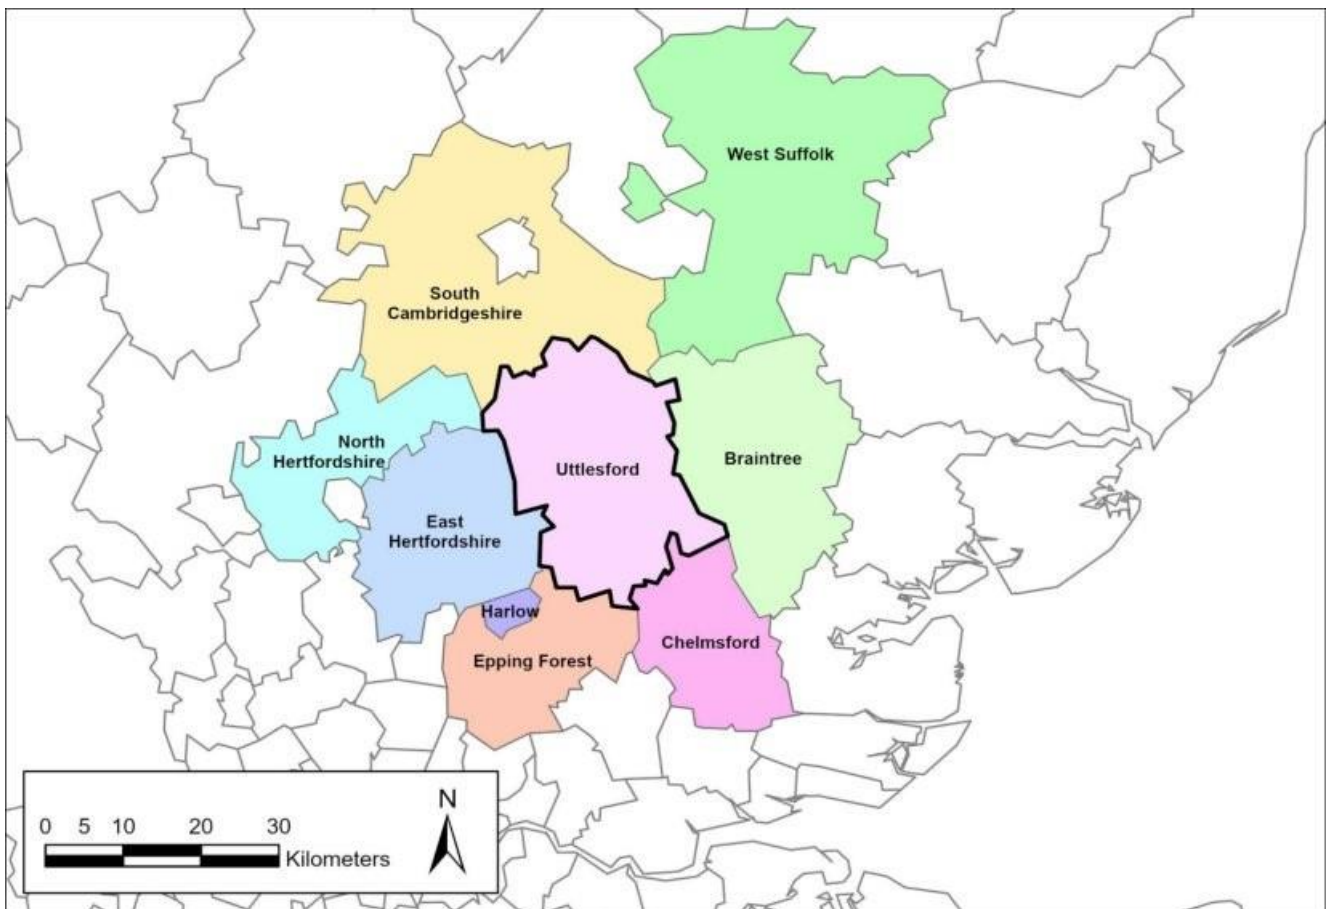 West Suffolk
South
Cambridgeshire
North
Hertfordshire
Uttlesford
Braintree
East
Hertfordshire
Harlow
Epping Forest
Chelmsford
N
0 5 10 20 30
Kilometers